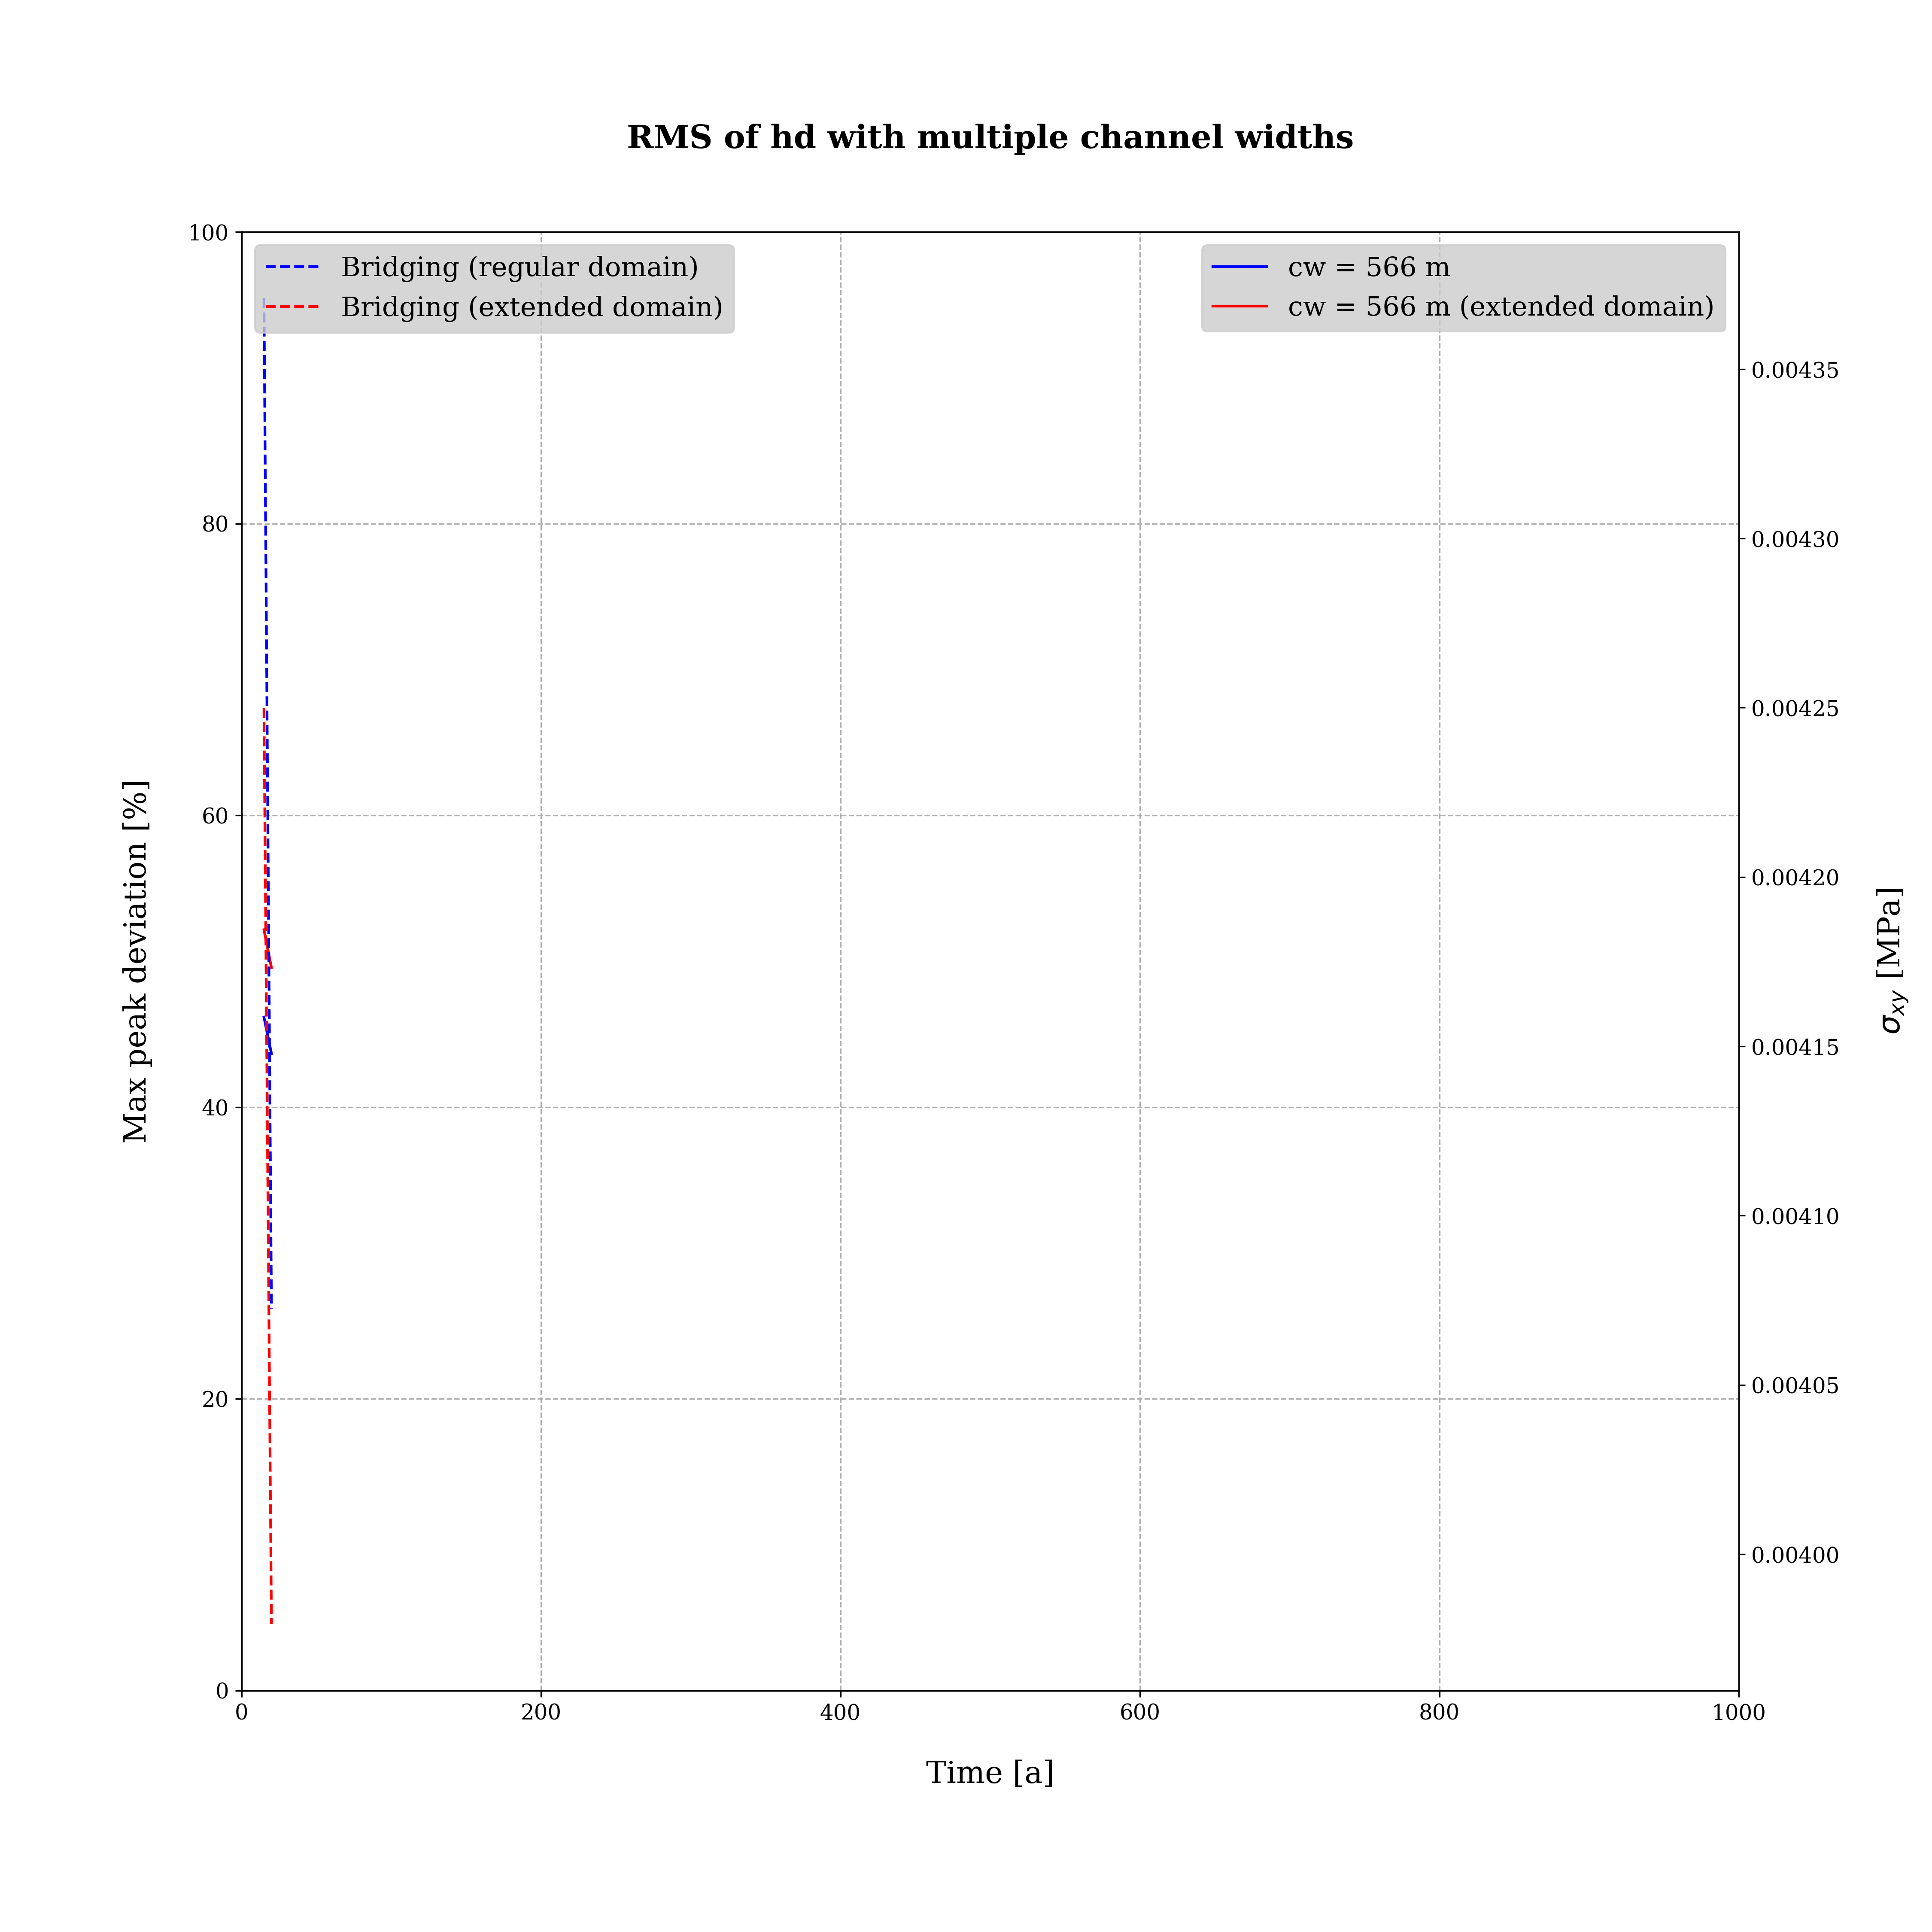 RMS of hd with multiple channel widths
Bridging (regular domain)
Bridging (extended domain)
cw = 566 m
cw = 566 m (extended domain)
Max peak deviation [%]
100
80
60
40
20
0
0.00435
0.00430
0.00425
0.00420
0.00415
0.00410
0.00405
0.00400
σxy [MPa]
0 200 400 600 800 1000
Time [a]